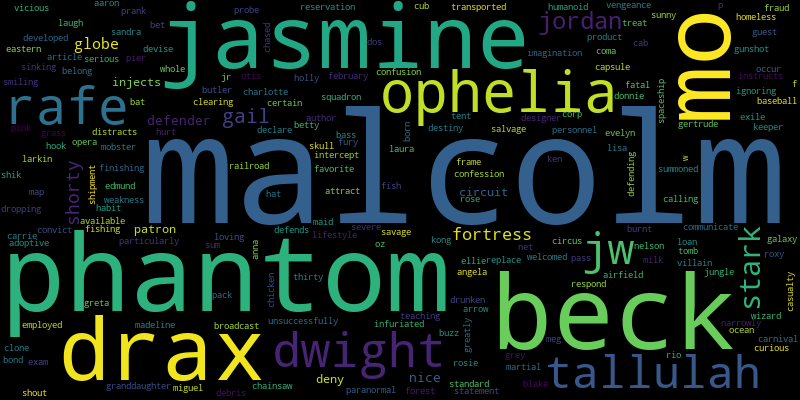 vicious
aaron
prank
bet
probe
reservation
cub
transported
humanoid
vengeance
p
fraud
laugh
sandra
jasmine
jordan
treat
sunny
mo
homeless
developed
globe
devise
chased
dos
imagination
product
guest
eastern
article
serious
pier
confusion
coma
cab
gunshot
sinking
belong
whole
jr
otis
holly
february
ophelia
capsule
occur
smiling
injects
butler
charlotte
squadron
fatal
instructs
f
rafe
bat
clearing
certain
donnie
spaceship
ignoring
baseball
defender
gail
author
tent
corp
designer
exile
pink
grass
distracts
hurt
declare
betty
bass
born
destiny
salvage
personnel
evelyn
gertrude
keeper
hook
opera
mobster
malcolm
skull
fury
laura
lisa
w
larkin
finishing
intercept
frame
ken
defending
summoned
shik
shorty
shipment
edmund
railroad
favorite
confession
calling
map
weakness
hat
attract
fish
circuit
dropping
habit
rose
convict
available
maid
severe
savage
burnt
communicate
carrie
fishing
patron
defends
lifestyle
fortress
jw
stark
galaxy
adoptive
particularly
loving
anna
oz
kong
net
circus
nelson
loan
roxy
phantom
sum
ellie
replace
welcomed
pass
milk
tomb
villain
thirty
angela
airfield
jungle
casualty
greta
pack
chicken
drunken
respond
beck
wizard
employed
madeline
broadcast
unsuccessfully
teaching
arrow
narrowly
ocean
clone
drax
dwight
infuriated
buzz
greatly
meg
carnival
bond
exam
rosie
grey
rio
curious
granddaughter
miguel
chainsaw
deny
nice
martial
tallulah
shout
debris
paranormal
forest
standard
statement
blake